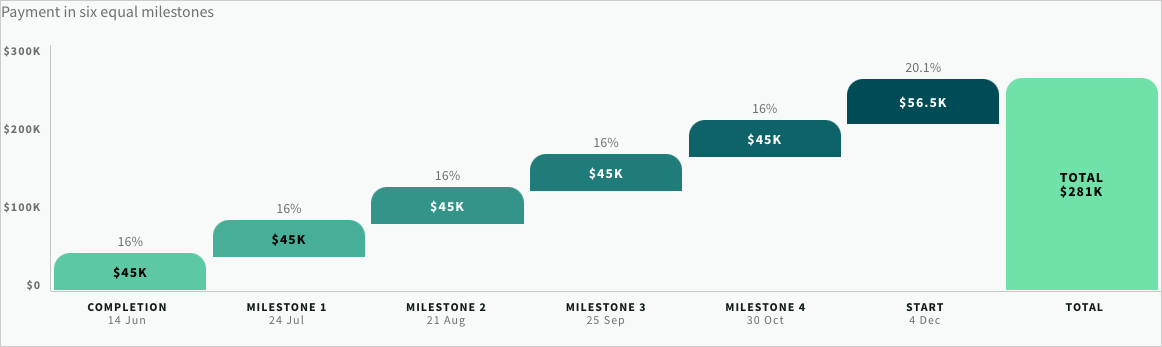 Payment in six equal milestones
$300K
$200K
$100K
$0
16%
$45K
16%
$45K
16%
$45K
16%
$45K
16%
$45K
20.1%
$56.5K
TOTAL
$281K
COMPLETION
14 Jun
MILESTONE 1
24 Jul
MILESTONE 2
21 Aug
MILESTONE 3
25 Sep
MILESTONE 4
30 Oct
START
4 Dec
TOTAL